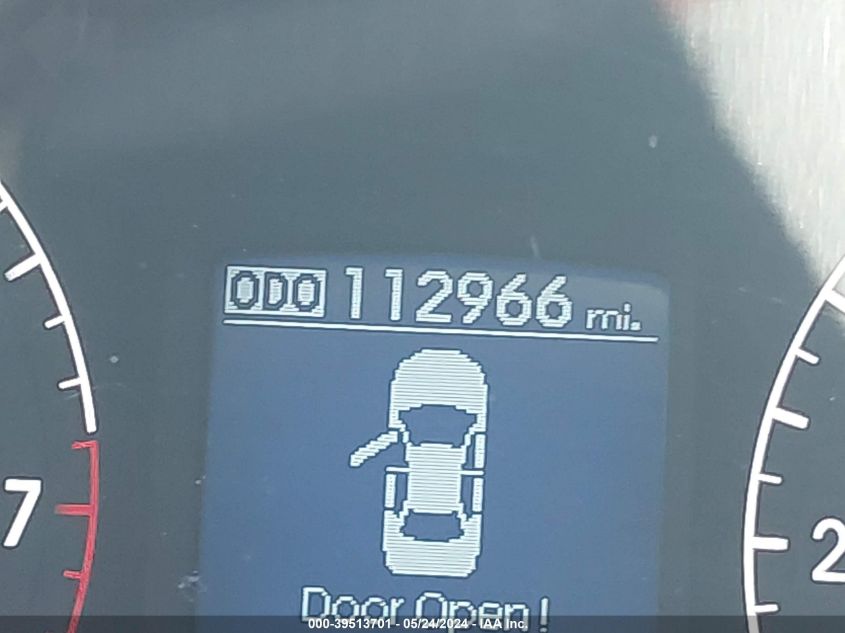 ODO 112966 mi.
7
2
Door Open!
000-39513701 - 05/24/2024 - IAA Inc.